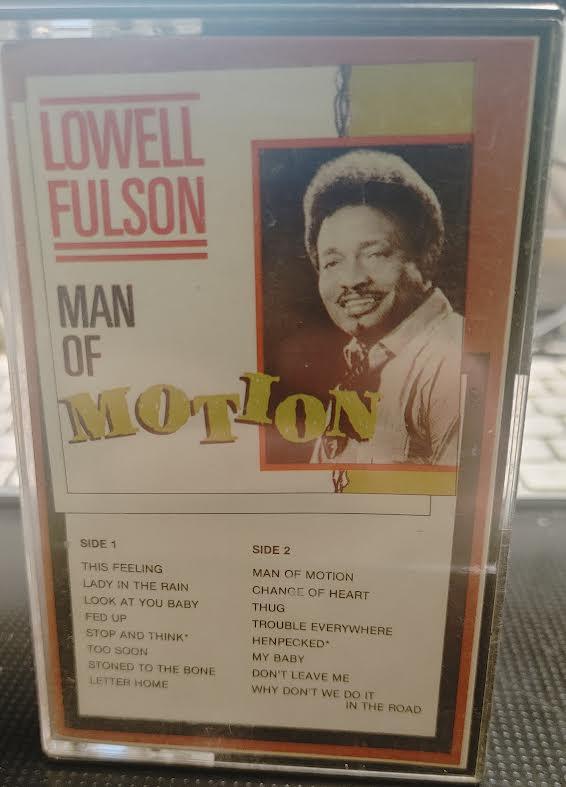 LOWELL
FULSON
MAN
OF
MOTION
SIDE 1
THIS FEELING
LADY IN THE RAIN
LOOK AT YOU BABY
FED UP
STOP AND THINK*
TOO SOON
STONED TO THE BONE
LETTER HOME
SIDE 2
MAN OF MOTION
CHANGE OF HEART
THUG
TROUBLE EVERYWHERE
HENPECKED*
MY BABY
DON'T LEAVE ME
WHY DON'T WE DO IT
IN THE ROAD